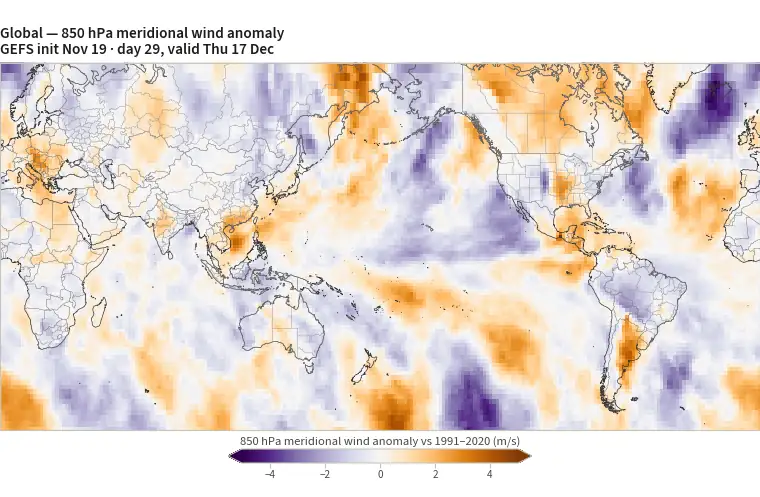 Global — 850 hPa meridional wind anomaly
GEFS init Nov 19 · day 29, valid Thu 17 Dec
850 hPa meridional wind anomaly vs 1991–2020 (m/s)
−4 −2 0 2 4